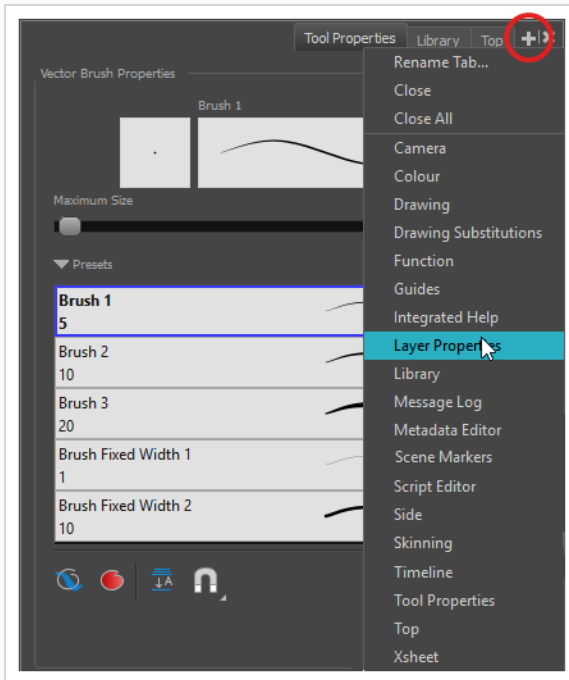 Tool Properties Library Top
Vector Brush Properties
Brush 1
Maximum Size
Presets
Brush 1
5
Brush 2
10
Brush 3
20
Brush Fixed Width 1
1
Brush Fixed Width 2
10
A
Rename Tab...
Close
Close All
Camera
Colour
Drawing
Drawing Substitutions
Function
Guides
Integrated Help
Layer Properties
Library
Message Log
Metadata Editor
Scene Markers
Script Editor
Side
Skinning
Timeline
Tool Properties
Top
Xsheet